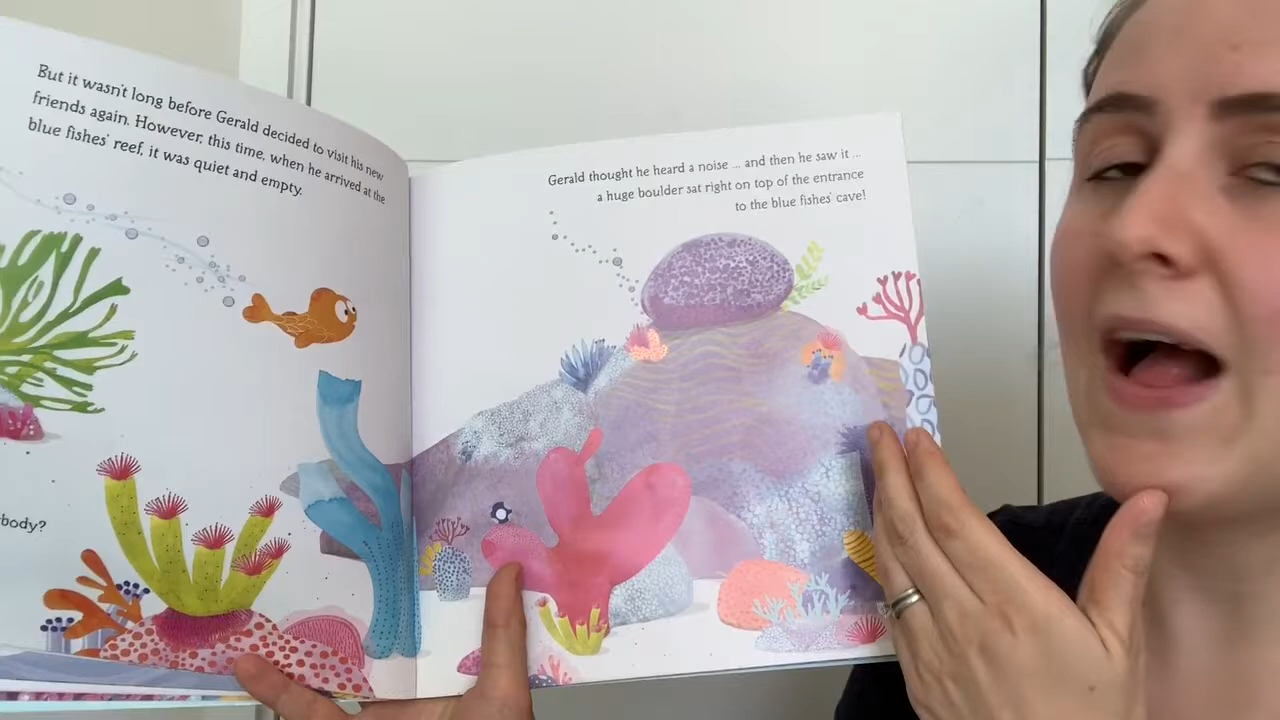 But it wasn't long before Gerald decided to visit his new
friends again. However, this time, when he arrived at the
blue fishes' reef, it was quiet and empty.
body?
Gerald thought he heard a noise ... and then he saw it ...
a huge boulder sat right on top of the entrance
to the blue fishes' cave!